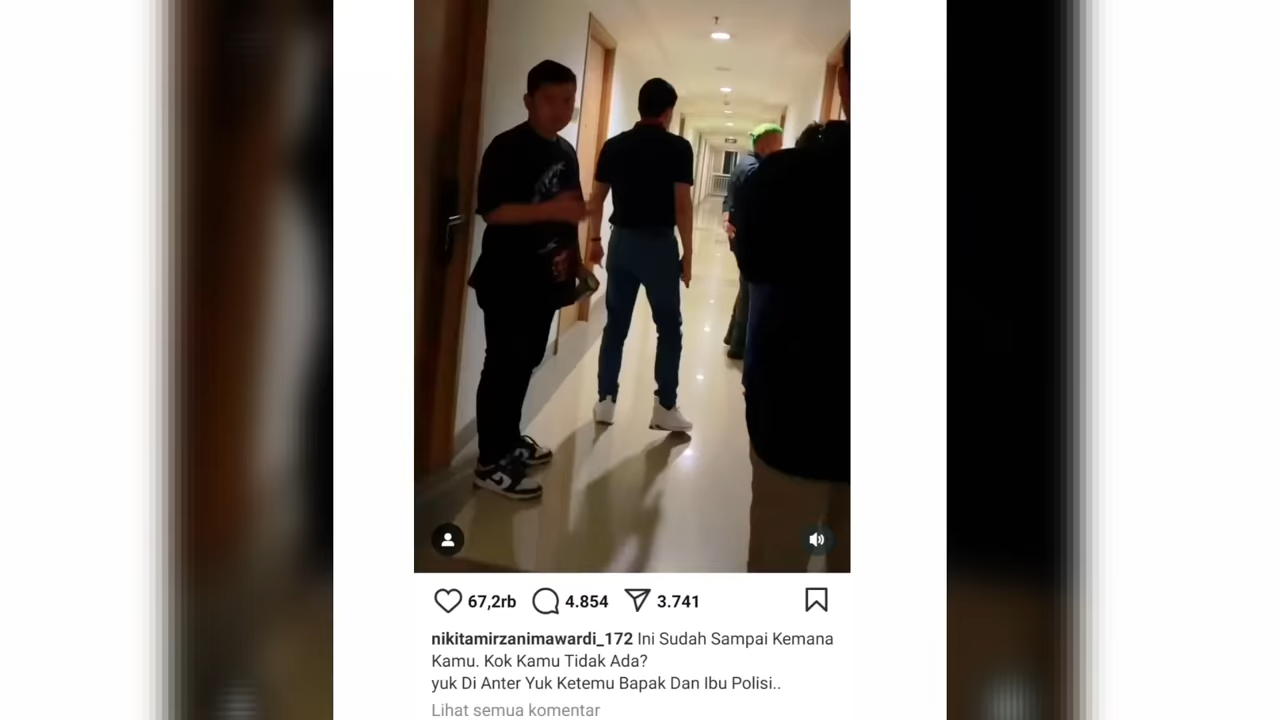 67,2rb 4.854 3.741
nikitamirzanimawardi_172 Ini Sudah Sampai Kemana
Kamu. Kok Kamu Tidak Ada?
yuk Di Anter Yuk Ketemu Bapak Dan Ibu Polisi..
Lihat semua komentar